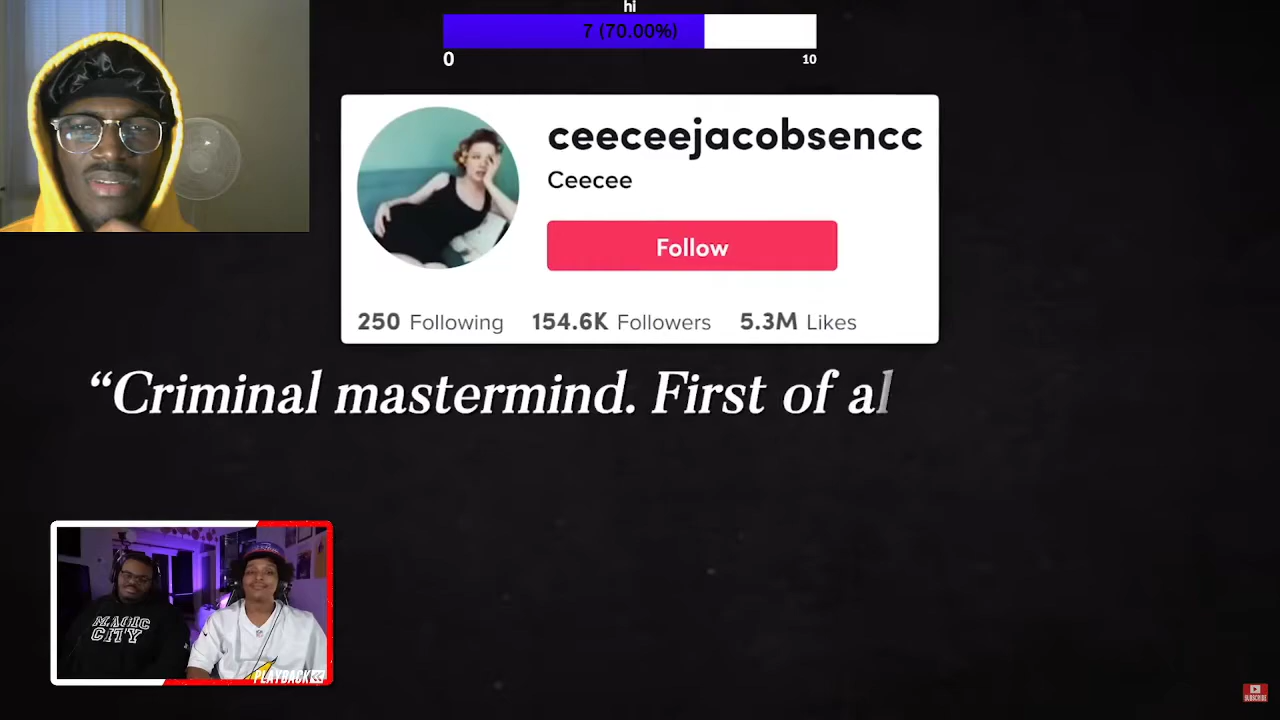 hi
7 (70.00%)
0
10
ceeceejacobsencc
Ceecee
Follow
250 Following 154.6K Followers 5.3M Likes
“Criminal mastermind. First of al
MAGIC
CITY
PLAYBACK
SUBSCRIBE